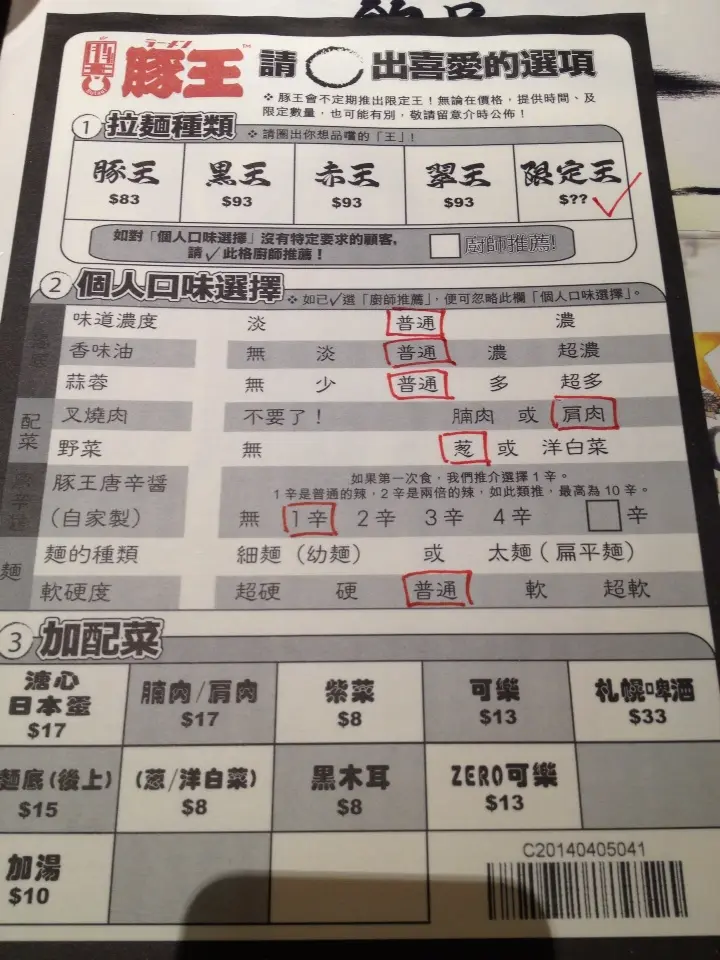 ラーメン
豚王™ 請 出喜愛的選項
❖ 豚王會不定期推出限定王！無論在價格，提供時間、及
限定數量，也可能有別，敬請留意介時公佈！
① 拉麵種類 ❖ 請圈出你想品嚐的「王」！
豚王 黒王 赤王 翠王 限定王
$83 $93 $93 $93 $??
如對「個人口味選擇」沒有特定要求的顧客，
請√此格廚師推薦！
廚師推薦!
② 個人口味選擇 ❖ 如已√選「廚師推薦」，便可忽略此欄「個人口味選擇」。
味道濃度 淡 普通 濃
香味油 無 淡 普通 濃 超濃
蒜蓉 無 少 普通 多 超多
配菜
叉燒肉 不要了！ 腩肉 或 肩肉
野菜 無 葱 或 洋白菜
豚王唐辛醬
如果第一次食，我們推介選擇 1 辛。
1 辛是普通的辣，2 辛是兩倍的辣，如此類推，最高為 10 辛。
（自家製） 無 1 辛 2 辛 3 辛 4 辛 辛
麵
麵的種類 細麵（幼麵） 或 太麵（扁平麵）
軟硬度 超硬 硬 普通 軟 超軟
③ 加配菜
溏心
日本蛋
$17
腩肉/肩肉
$17
紫菜
$8
可樂
$13
札幌啤酒
$33
麵底(後上)
$15
(葱/洋白菜)
$8
黑木耳
$8
ZERO可樂
$13
加湯
$10
C20140405041